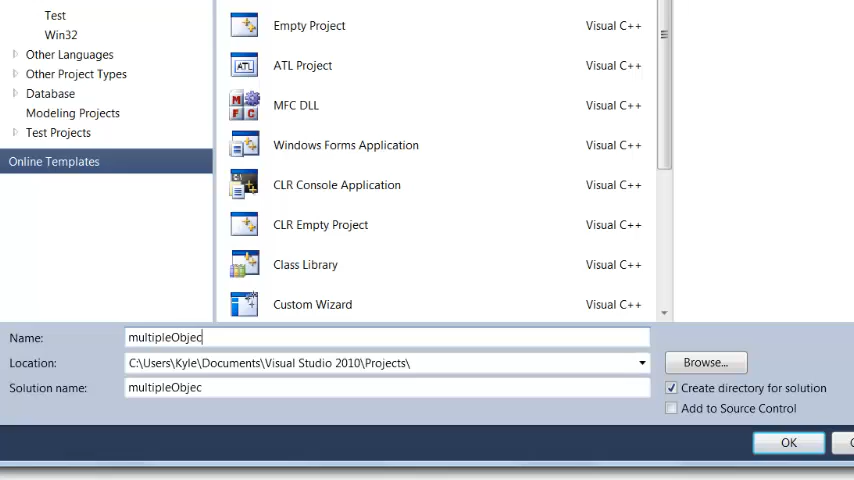 Test
Win32
Other Languages
Other Project Types
Database
Modeling Projects
Test Projects
Online Templates
Empty Project Visual C++
ATL Project Visual C++
MFC DLL Visual C++
Windows Forms Application Visual C++
CLR Console Application Visual C++
CLR Empty Project Visual C++
Class Library Visual C++
Custom Wizard Visual C++
Name: multipleObjec
Location: C:\Users\Kyle\Documents\Visual Studio 2010\Projects\ Browse...
Solution name: multipleObjec
Create directory for solution
Add to Source Control
OK